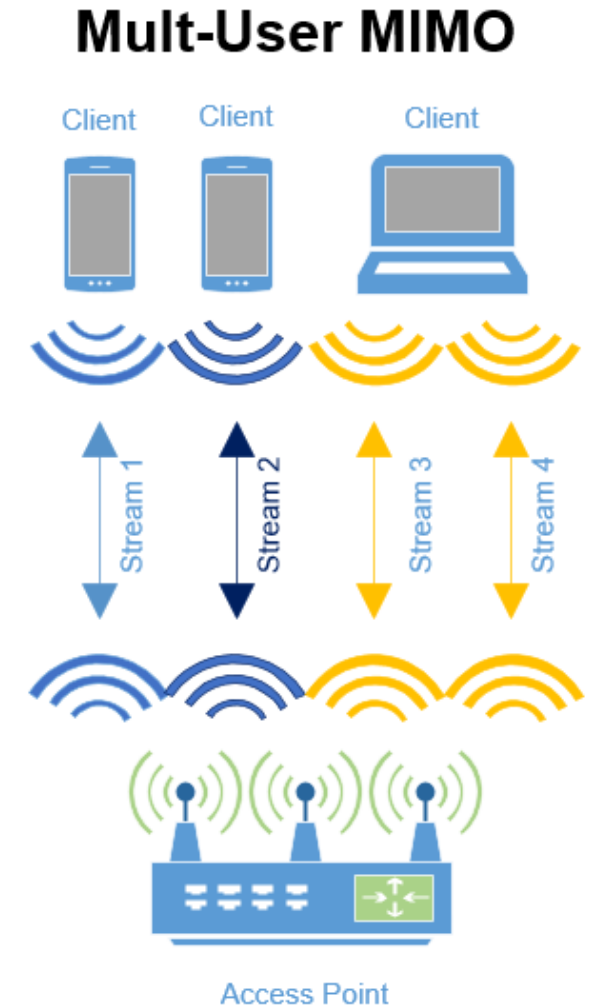 Mult-User MIMO
Client
Client
Client
Stream 1
Stream 2
Stream 3
Stream 4
Access Point